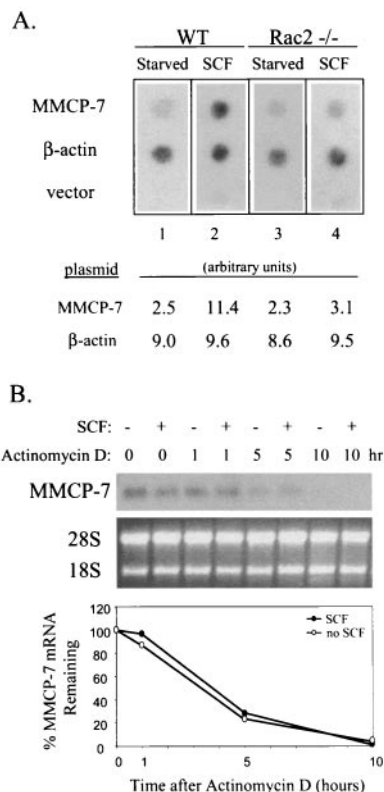 A.
WT Rac2 -/-
Starved SCF Starved SCF
MMCP-7
β-actin
vector
1 2 3 4
plasmid (arbitrary units)
MMCP-7 2.5 11.4 2.3 3.1
β-actin 9.0 9.6 8.6 9.5
B.
SCF: - + - + - + - +
Actinomycin D: 0 0 1 1 5 5 10 10 hr
MMCP-7
28S
18S
% MMCP-7 mRNA
Remaining
120
100
80
60
40
20
0
SCF
no SCF
0 1 5 10
Time after Actinomycin D (hours)